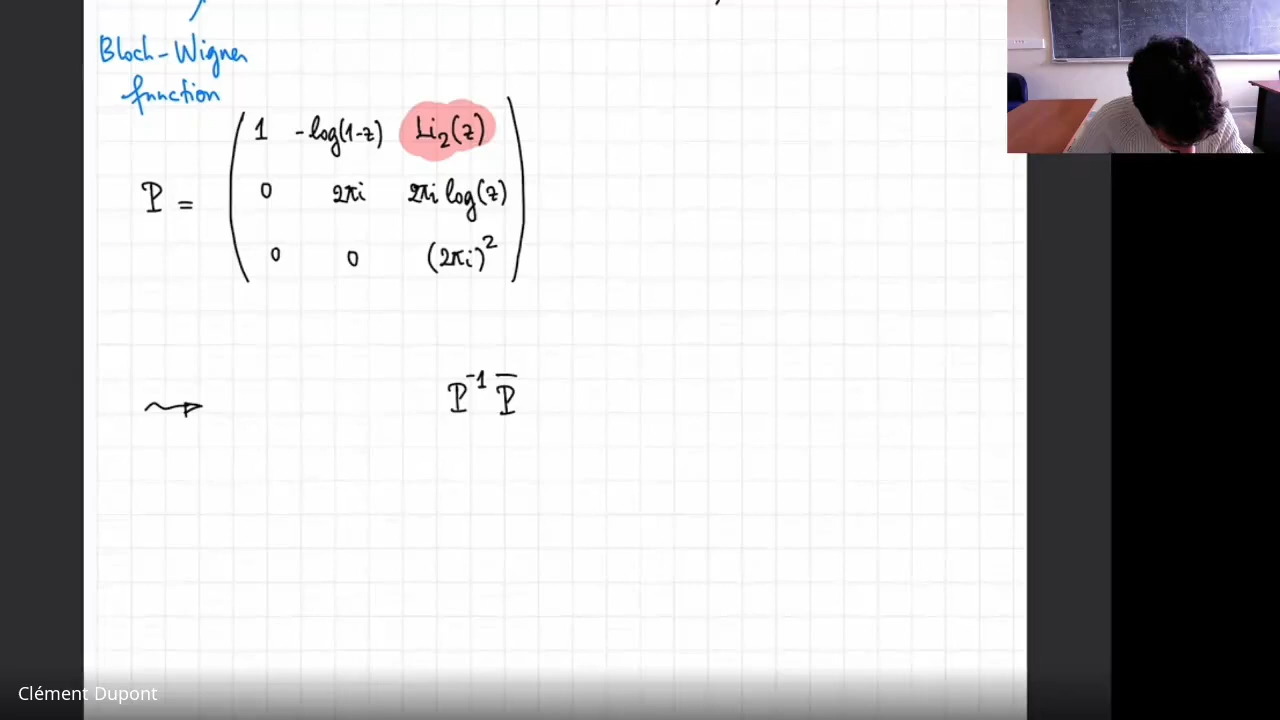 Bloch-Wigner
function
P = ( 1 -log(1-z) Li₂(z)
0 2πi 2πi log(z)
0 0 (2πi)² )
⇝ P⁻¹ P̅
Clément Dupont